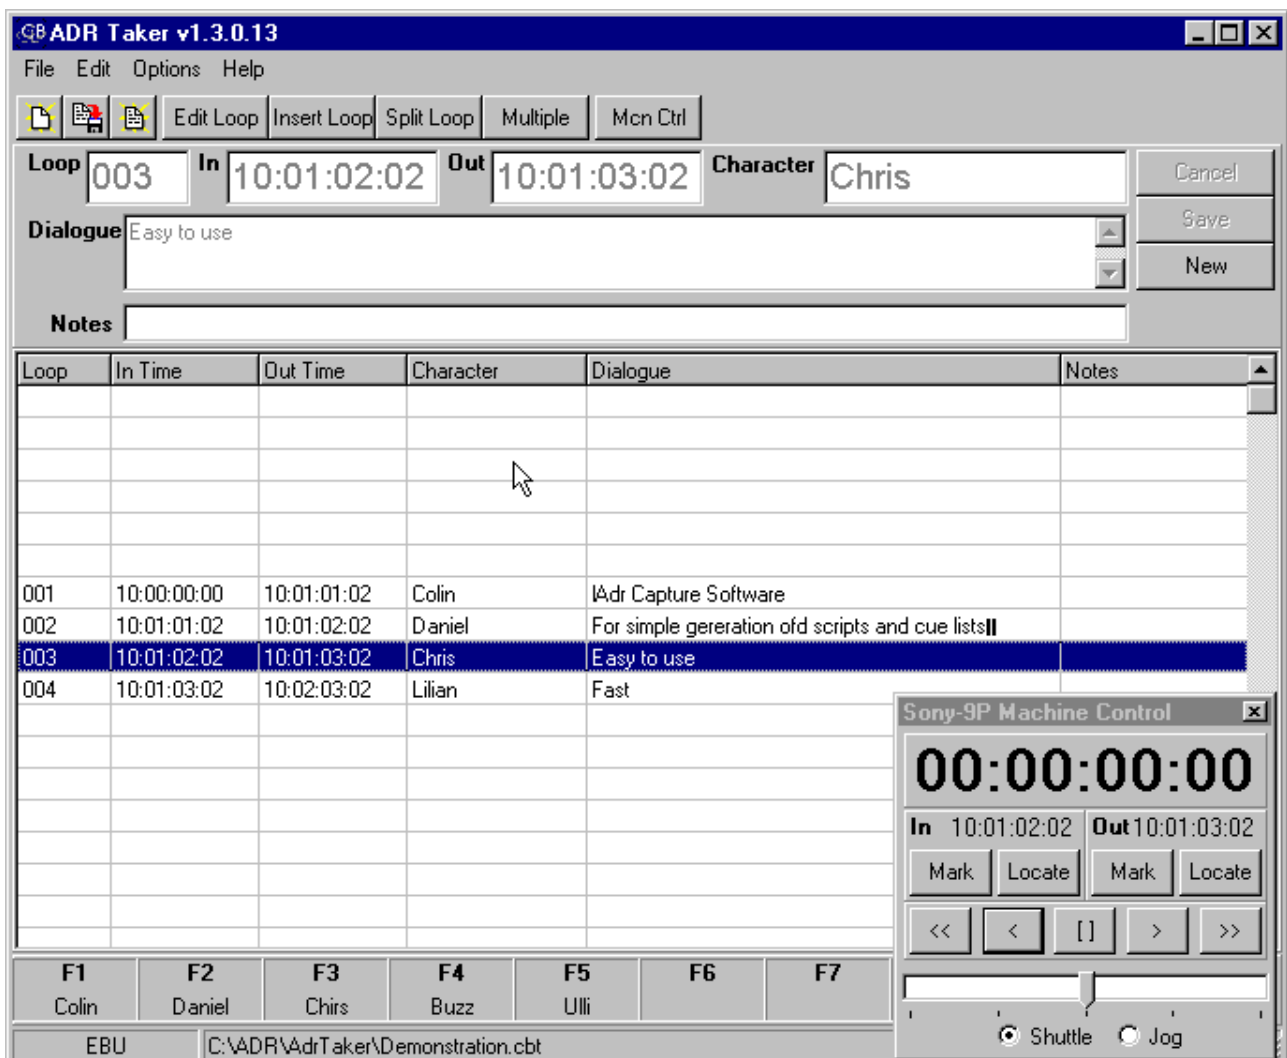 GB ADR Taker v1.3.0.13
File Edit Options Help
Edit Loop Insert Loop Split Loop Multiple Mcn Ctrl
Loop 003 In 10:01:02:02 Out 10:01:03:02 Character Chris Cancel
Dialogue Easy to use Save
New
Notes
Loop In Time Out Time Character Dialogue Notes
001 10:00:00:00 10:01:01:02 Colin lAdr Capture Software
002 10:01:01:02 10:01:02:02 Daniel For simple gereration ofd scripts and cue lists||
003 10:01:02:02 10:01:03:02 Chris Easy to use
004 10:01:03:02 10:02:03:02 Lilian Fast
Sony-9P Machine Control
00:00:00:00
In 10:01:02:02 Out 10:01:03:02
Mark Locate Mark Locate
<< < [ ] > >>
Shuttle Jog
F1 F2 F3 F4 F5 F6 F7
Colin Daniel Chirs Buzz Ulli
EBU C:\ADR\AdrTaker\Demonstration.cbt